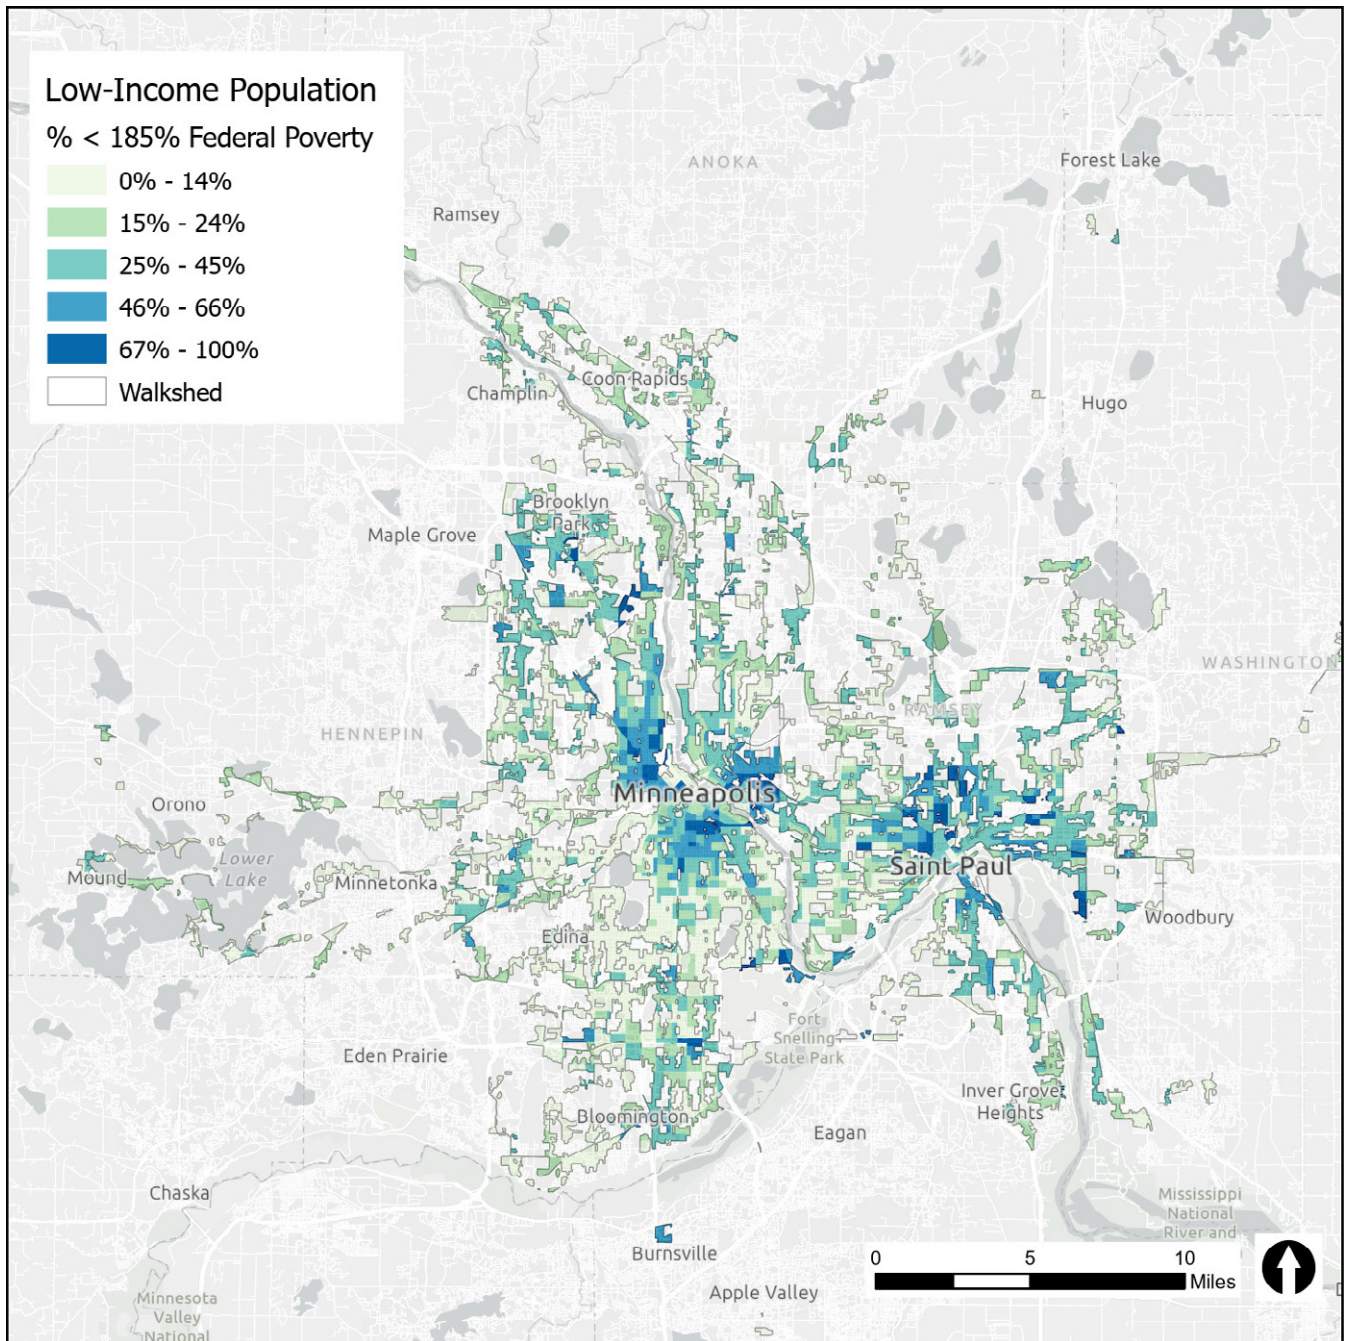 Low-Income Population
% < 185% Federal Poverty
0% - 14%
15% - 24%
25% - 45%
46% - 66%
67% - 100%
Walkshed
ANOKA
Forest Lake
Ramsey
Coon Rapids
Champlin
Hugo
Brooklyn
Park
Maple Grove
WASHINGTON
RAMSEY
HENNEPIN
Minneapolis
Orono
Lower
Lake
Saint Paul
Mound
Minnetonka
Woodbury
Edina
Fort
Snelling
State Park
Eden Prairie
Inver Grove
Heights
Bloomington
Eagan
Chaska
Mississippi
National
River and
Burnsville
0 5 10
Miles
Apple Valley
Minnesota
Valley
National